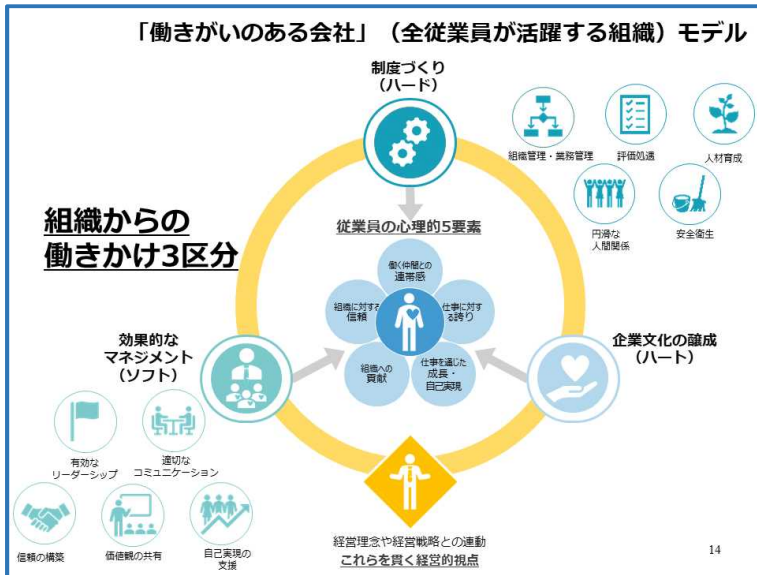 「働きがいのある会社」（全従業員が活躍する組織）モデル
制度づくり
（ハード）
組織管理・業務管理
評価処遇
人材育成
円滑な
人間関係
安全衛生
組織からの
働きかけ3区分
従業員の心理的5要素
働く仲間との
連帯感
組織に対する
信頼
仕事に対す
る誇り
組織への
貢献
仕事を通じた
成長・
自己実現
効果的な
マネジメント
（ソフト）
企業文化の醸成
（ハート）
有効な
リーダーシップ
適切な
コミュニケーション
信頼の構築
価値観の共有
自己実現の
支援
経営理念や経営戦略との連動
これらを貫く経営的視点
14